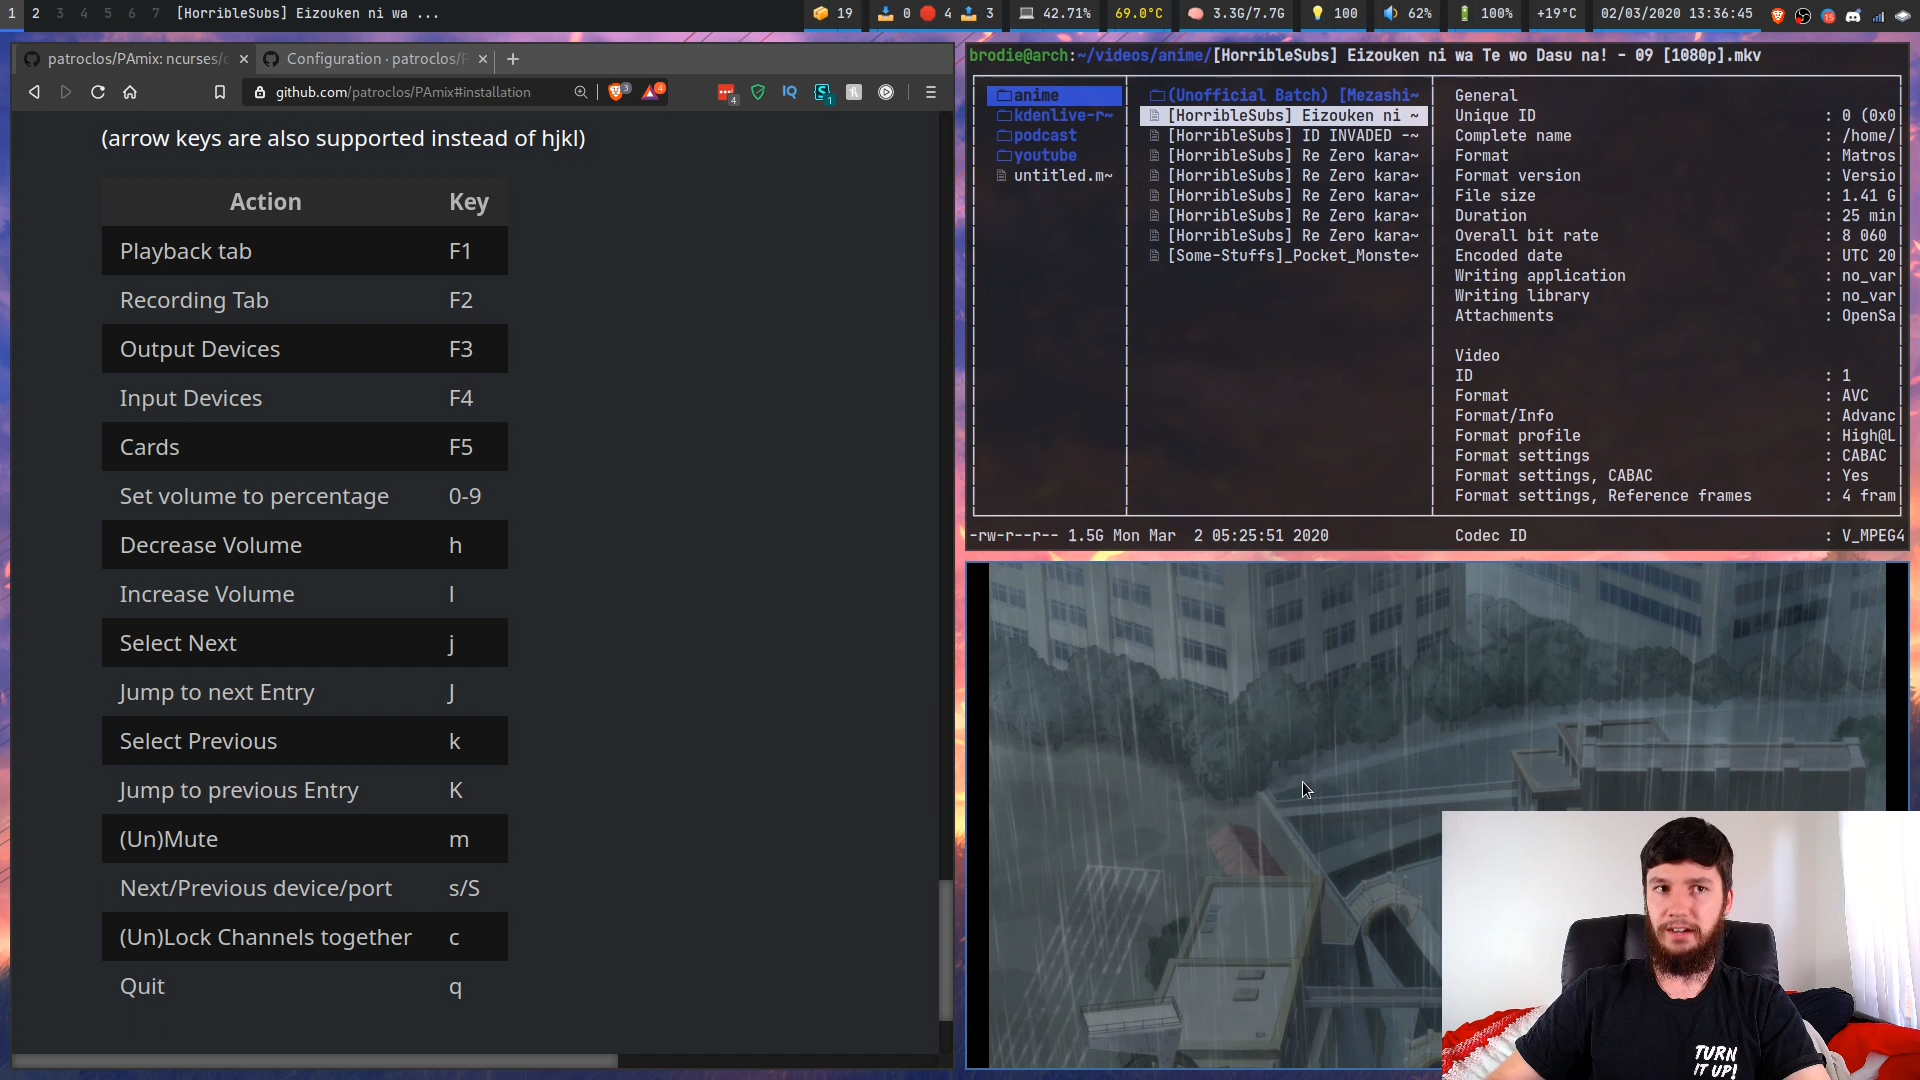 1 2 3 4 5 6 7 [HorribleSubs] Eizouken ni wa ... 19 0 4 3 42.71% 69.0°C 3.3G/7.7G 100 62% 100% +19°C 02/03/2020 13:36:45
patroclos/PAmix: ncurses/ Configuration · patroclos/P
github.com/patroclos/PAmix#installation
(arrow keys are also supported instead of hjkl)
Action Key
Playback tab F1
Recording Tab F2
Output Devices F3
Input Devices F4
Cards F5
Set volume to percentage 0-9
Decrease Volume h
Increase Volume l
Select Next j
Jump to next Entry J
Select Previous k
Jump to previous Entry K
(Un)Mute m
Next/Previous device/port s/S
(Un)Lock Channels together c
Quit q
brodie@arch:~/videos/anime/[HorribleSubs] Eizouken ni wa Te wo Dasu na! - 09 [1080p].mkv
anime
kdenlive-r~
podcast
youtube
untitled.m~
(Unofficial Batch) [Mezashi~
[HorribleSubs] Eizouken ni ~
[HorribleSubs] ID INVADED -~
[HorribleSubs] Re Zero kara~
[HorribleSubs] Re Zero kara~
[HorribleSubs] Re Zero kara~
[HorribleSubs] Re Zero kara~
[HorribleSubs] Re Zero kara~
[Some-Stuffs]_Pocket_Monste~
General
Unique ID : 0 (0x0
Complete name : /home/
Format : Matros
Format version : Versio
File size : 1.41 G
Duration : 25 min
Overall bit rate : 8 060
Encoded date : UTC 20
Writing application : no_var
Writing library : no_var
Attachments : OpenSa
Video
ID : 1
Format : AVC
Format/Info : Advanc
Format profile : High@L
Format settings : CABAC
Format settings, CABAC : Yes
Format settings, Reference frames : 4 fram
Codec ID : V_MPEG4
-rw-r--r-- 1.5G Mon Mar 2 05:25:51 2020
TURN
IT UP!